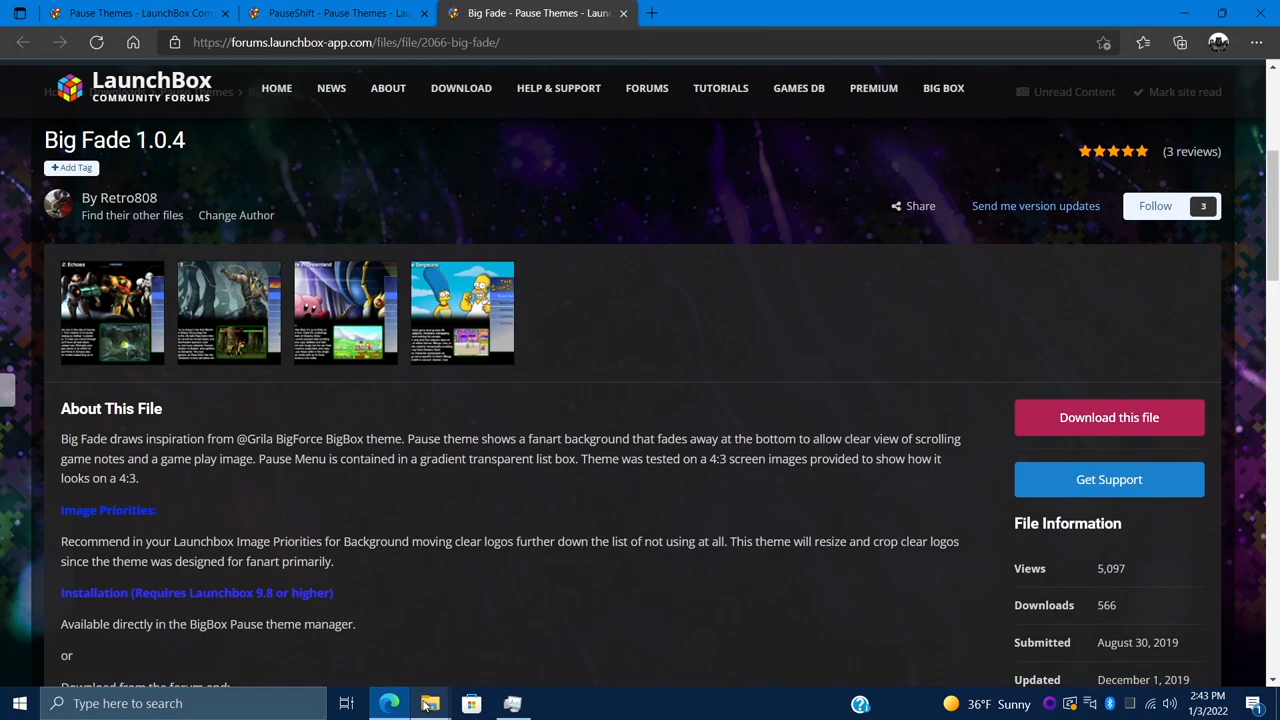 Pause Themes - LaunchBox Com
PauseShift - Pause Themes - Lau
Big Fade - Pause Themes - Launc
https://forums.launchbox-app.com/files/file/2066-big-fade/
LaunchBox
COMMUNITY FORUMS
HOME
NEWS
ABOUT
DOWNLOAD
HELP & SUPPORT
FORUMS
TUTORIALS
GAMES DB
PREMIUM
BIG BOX
Unread Content
Mark site read
Big Fade 1.0.4
+ Add Tag
(3 reviews)
By Retro808
Find their other files
Change Author
Share
Send me version updates
Follow
3
2: Echoes
About This File
Download this file
Big Fade draws inspiration from @Grila BigForce BigBox theme. Pause theme shows a fanart background that fades away at the bottom to allow clear view of scrolling
game notes and a game play image. Pause Menu is contained in a gradient transparent list box. Theme was tested on a 4:3 screen images provided to show how it
looks on a 4:3.
Get Support
Image Priorities:
File Information
Recommend in your Launchbox Image Priorities for Background moving clear logos further down the list of not using at all. This theme will resize and crop clear logos
since the theme was designed for fanart primarily.
Views 5,097
Installation (Requires Launchbox 9.8 or higher)
Downloads 566
Available directly in the BigBox Pause theme manager.
Submitted August 30, 2019
or
Updated December 1, 2019
Download from the forum and:
Type here to search
36°F Sunny
2:43 PM
1/3/2022
1